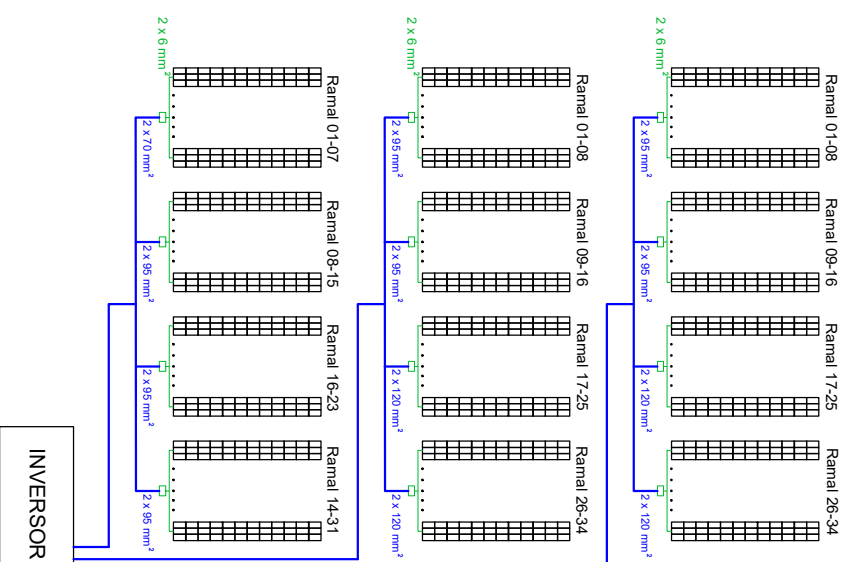 2 x 6 mm²
Ramal 01-07
2 x 70 mm²
Ramal 08-15
2 x 95 mm²
Ramal 16-23
2 x 95 mm²
Ramal 14-31
2 x 95 mm²
2 x 6 mm²
Ramal 01-08
2 x 95 mm²
Ramal 09-16
2 x 95 mm²
Ramal 17-25
2 x 120 mm²
Ramal 26-34
2 x 120 mm²
2 x 6 mm²
Ramal 01-08
2 x 95 mm²
Ramal 09-16
2 x 95 mm²
Ramal 17-25
2 x 120 mm²
Ramal 26-34
2 x 120 mm²
INVERSOR